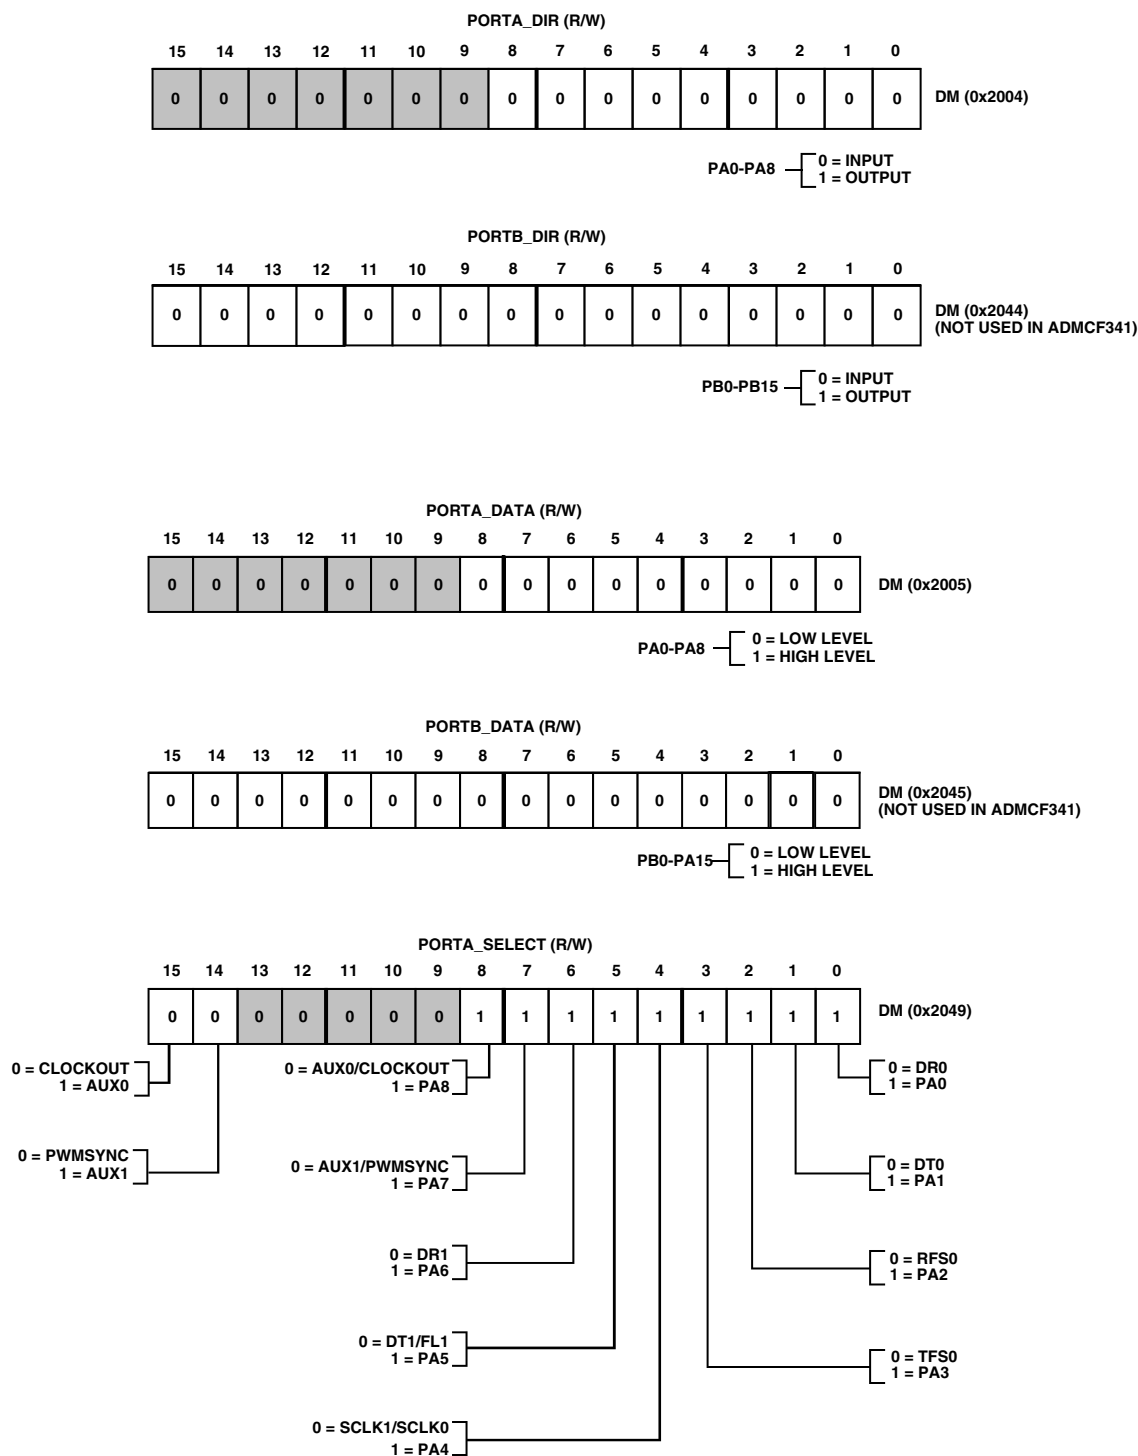 PORTA_DIR (R/W)
15 14 13 12 11 10 9 8 7 6 5 4 3 2 1 0
0 0 0 0 0 0 0 0 0 0 0 0 0 0 0 0 DM (0x2004)
PA0-PA8 0 = INPUT
1 = OUTPUT
PORTB_DIR (R/W)
15 14 13 12 11 10 9 8 7 6 5 4 3 2 1 0
0 0 0 0 0 0 0 0 0 0 0 0 0 0 0 0 DM (0x2044)
(NOT USED IN ADMCF341)
PB0-PB15 0 = INPUT
1 = OUTPUT
PORTA_DATA (R/W)
15 14 13 12 11 10 9 8 7 6 5 4 3 2 1 0
0 0 0 0 0 0 0 0 0 0 0 0 0 0 0 0 DM (0x2005)
PA0-PA8 0 = LOW LEVEL
1 = HIGH LEVEL
PORTB_DATA (R/W)
15 14 13 12 11 10 9 8 7 6 5 4 3 2 1 0
0 0 0 0 0 0 0 0 0 0 0 0 0 0 0 0 DM (0x2045)
(NOT USED IN ADMCF341)
PB0-PA15 0 = LOW LEVEL
1 = HIGH LEVEL
PORTA_SELECT (R/W)
15 14 13 12 11 10 9 8 7 6 5 4 3 2 1 0
0 0 0 0 0 0 0 1 1 1 1 1 1 1 1 1 DM (0x2049)
0 = CLOCKOUT
1 = AUX0
0 = AUX0/CLOCKOUT
1 = PA8
0 = DR0
1 = PA0
0 = PWMSYNC
1 = AUX1
0 = AUX1/PWMSYNC
1 = PA7
0 = DT0
1 = PA1
0 = DR1
1 = PA6
0 = RFS0
1 = PA2
0 = DT1/FL1
1 = PA5
0 = TFS0
1 = PA3
0 = SCLK1/SCLK0
1 = PA4